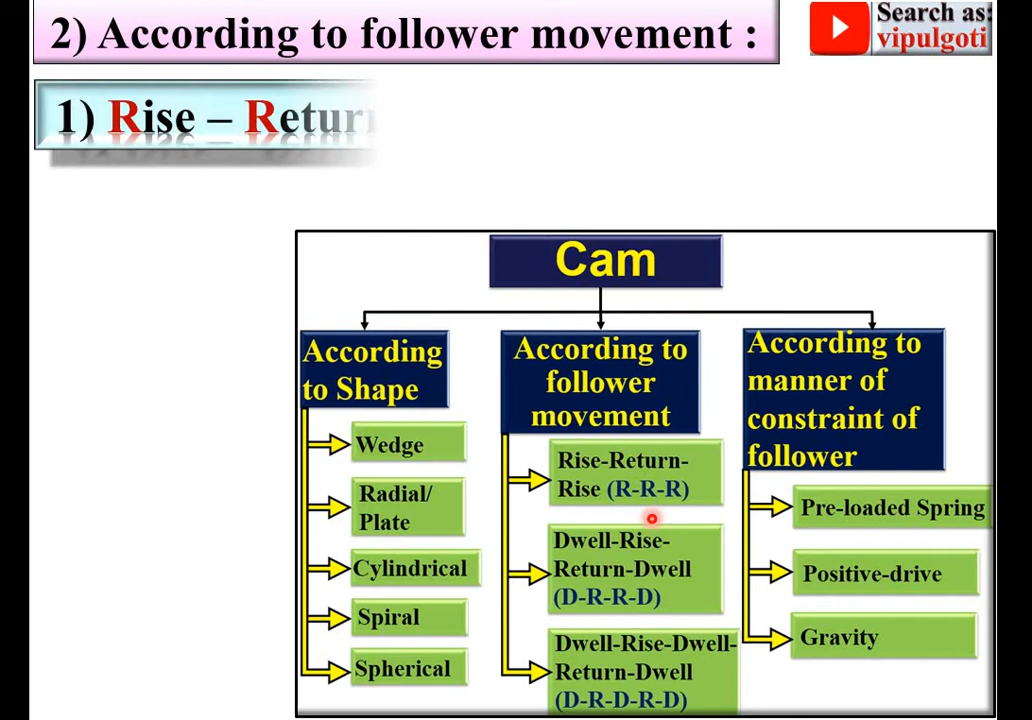 2) According to follower movement :
Search as:
vipulgoti
1) Rise – Return
Cam
According
to Shape
Wedge
Radial/
Plate
Cylindrical
Spiral
Spherical
According to
follower
movement
Rise-Return-
Rise (R-R-R)
Dwell-Rise-
Return-Dwell
(D-R-R-D)
Dwell-Rise-Dwell-
Return-Dwell
(D-R-D-R-D)
According to
manner of
constraint of
follower
Pre-loaded Spring
Positive-drive
Gravity